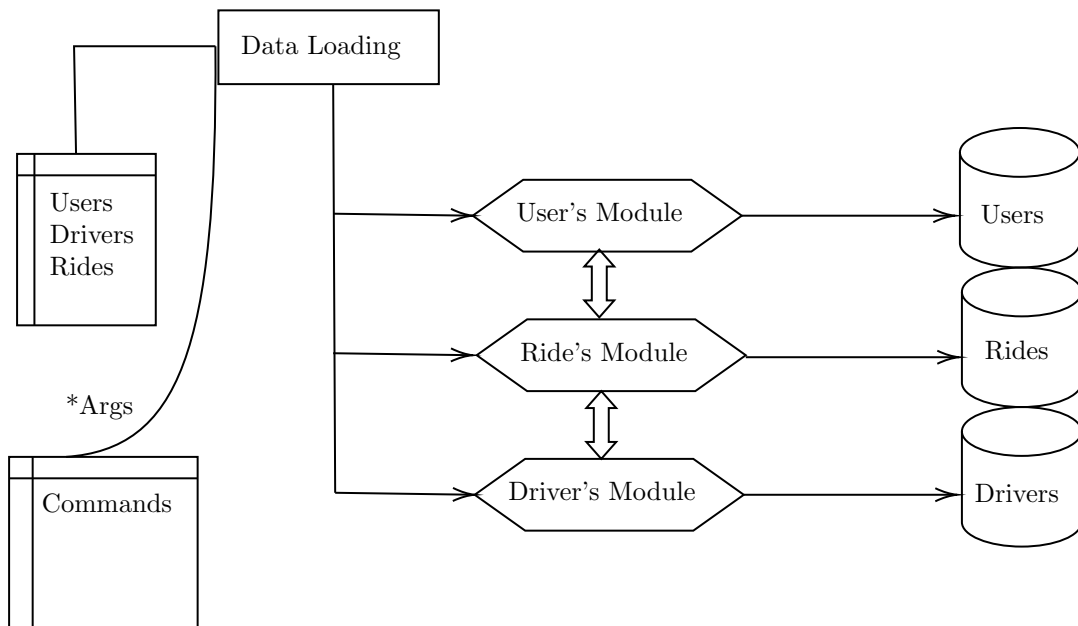 Data Loading
Users
Drivers
Rides
User's Module
Users
Ride's Module
Rides
*Args
Driver's Module
Drivers
Commands